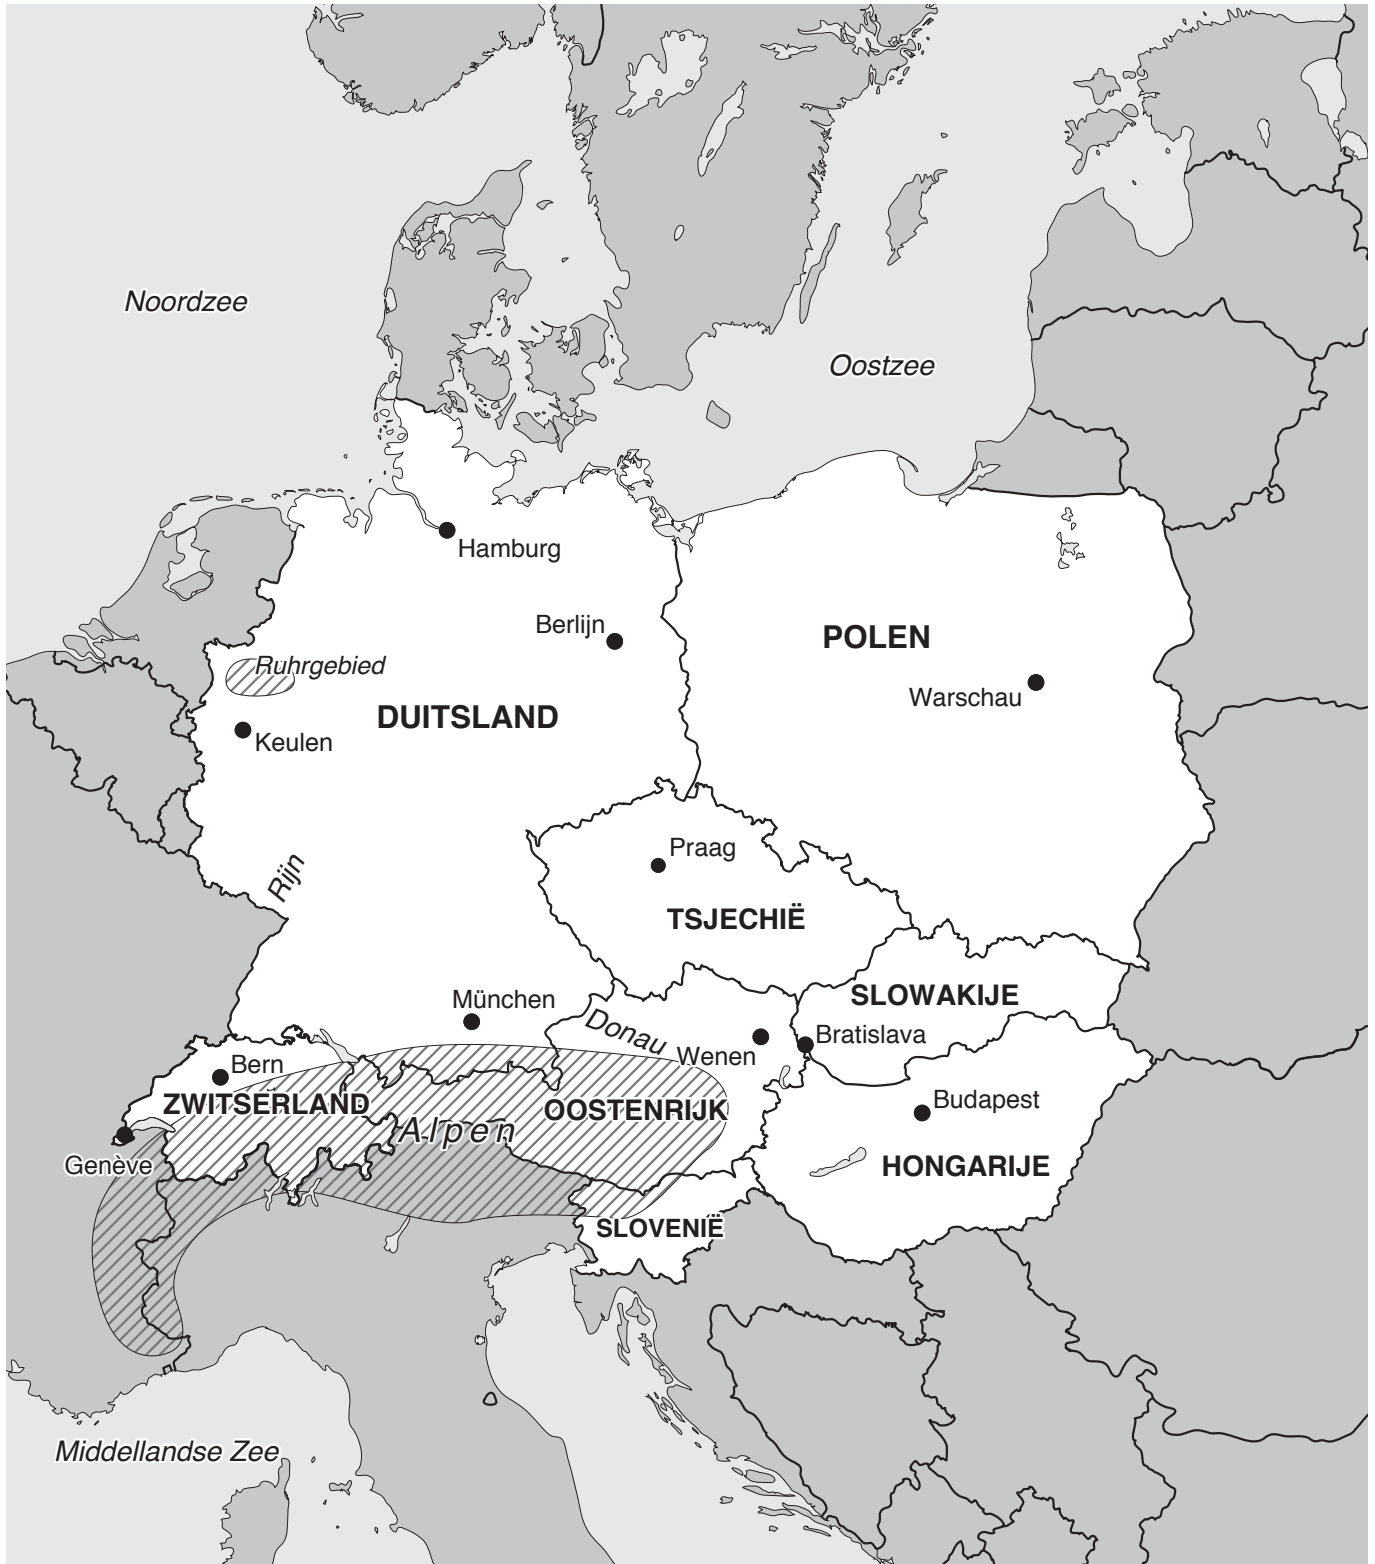 Noordzee
Oostzee
Hamburg
Berlijn
POLEN
Ruhrgebied
Warschau
DUITSLAND
Keulen
Praag
Rijn
TSJECHIË
SLOWAKIJE
München
Donau
Bratislava
Wenen
Bern
ZWITSERLAND
OOSTENRIJK
Budapest
Alpen
Genève
HONGARIJE
SLOVENIË
Middellandse Zee